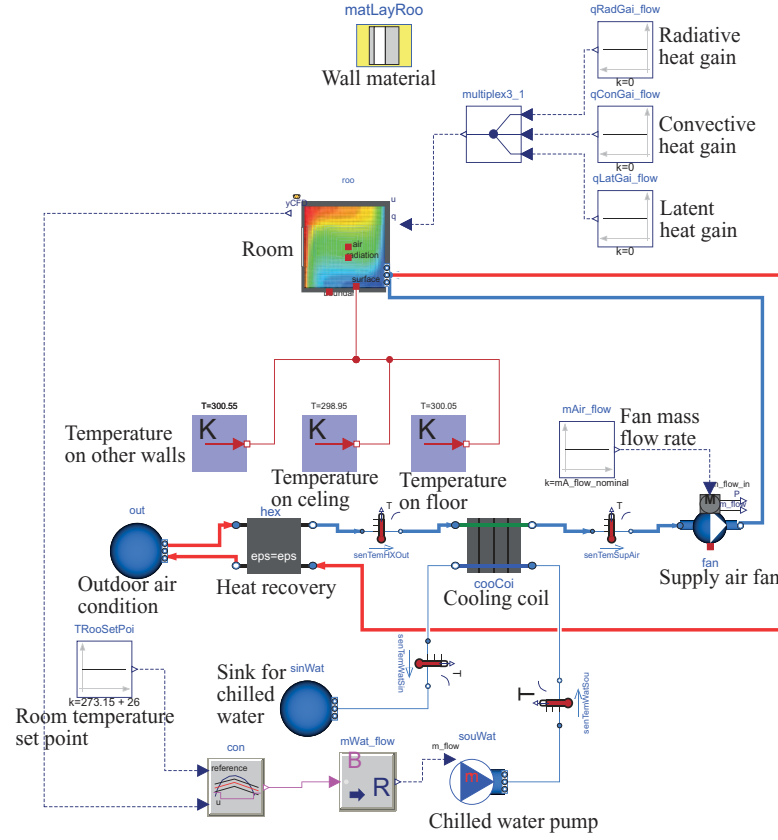 matLayRoo
Wall material
qRadGai_flow
Radiative
heat gain
k=0
multiplex3_1
qConGai_flow
Convective
heat gain
k=0
qLatGai_flow
Latent
heat gain
k=0
roo
yCFD
u
q
Room
air
radiation
surface
T=300.55
K
Temperature
on other walls
T=298.95
K
Temperature
on celing
T=300.05
K
Temperature
on floor
mAir_flow
Fan mass
flow rate
k=mA_flow_nominal
m_flow_in
M
P
m_flow
fan
Supply air fan
out
Outdoor air
condition
hex
eps=eps
Heat recovery
T
senTemHXOut
cooCoi
Cooling coil
T
senTemSupAir
TRooSetPoi
k=273.15 + 26
Room temperature
set point
Sink for
chilled
water
sinWat
senTemWatSin
T
T
senTemWatSou
con
reference
u
mWat_flow
B
R
m_flow
souWat
m
Chilled water pump